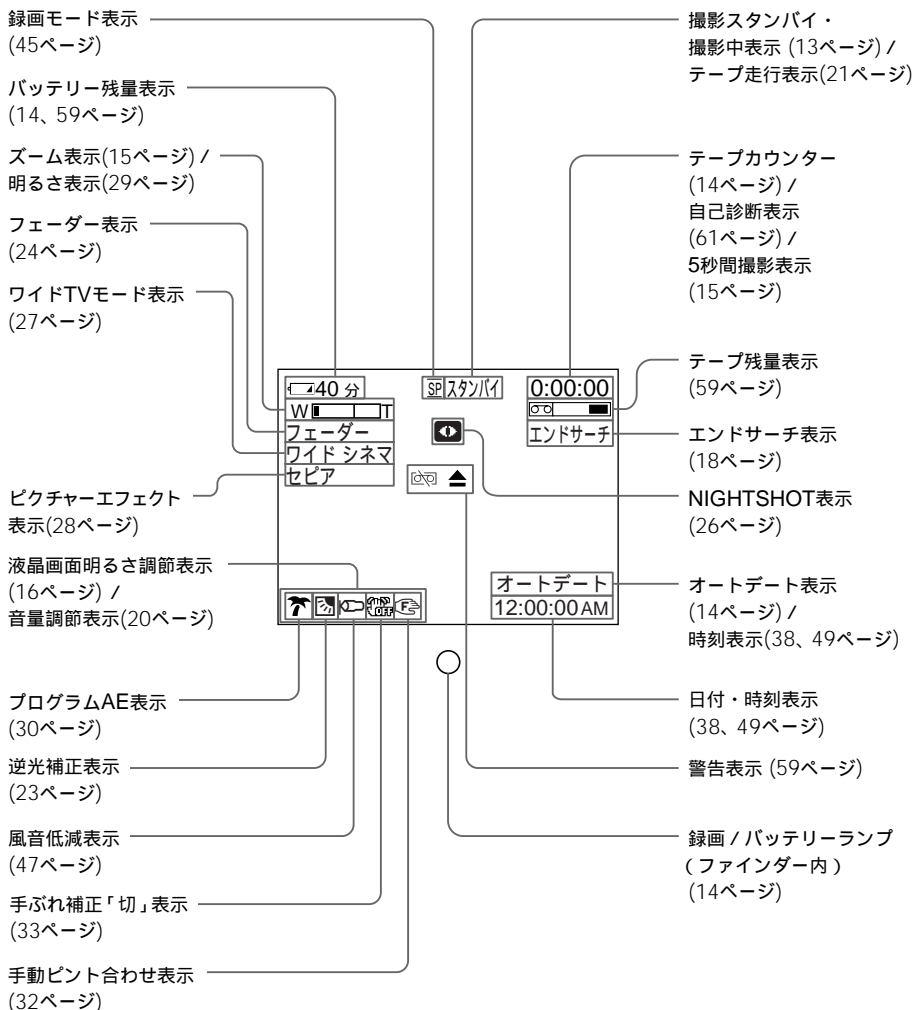 録画モード表示
(45ページ)
バッテリー残量表示
(14、59ページ)
ズーム表示(15ページ) /
明るさ表示(29ページ)
フェーダー表示
(24ページ)
ワイドTVモード表示
(27ページ)
ピクチャーエフェクト
表示(28ページ)
液晶画面明るさ調節表示
(16ページ) /
音量調節表示(20ページ)
プログラムAE表示
(30ページ)
逆光補正表示
(23ページ)
風音低減表示
(47ページ)
手ぶれ補正「切」表示
(33ページ)
手動ピント合わせ表示
(32ページ)
40 分
SP スタンバイ
0:00:00
W T
フェーダー
エンドサーチ
ワイド シネマ
セピア
オートデート
12:00:00 AM
OFF
F
撮影スタンバイ・
撮影中表示 (13ページ) /
テープ走行表示(21ページ)
テープカウンター
(14ページ) /
自己診断表示
(61ページ) /
5秒間撮影表示
(15ページ)
テープ残量表示
(59ページ)
エンドサーチ表示
(18ページ)
NIGHTSHOT表示
(26ページ)
オートデート表示
(14ページ) /
時刻表示(38、49ページ)
日付・時刻表示
(38、49ページ)
警告表示 (59ページ)
録画 / バッテリーランプ
( ファインダー内 )
(14ページ)